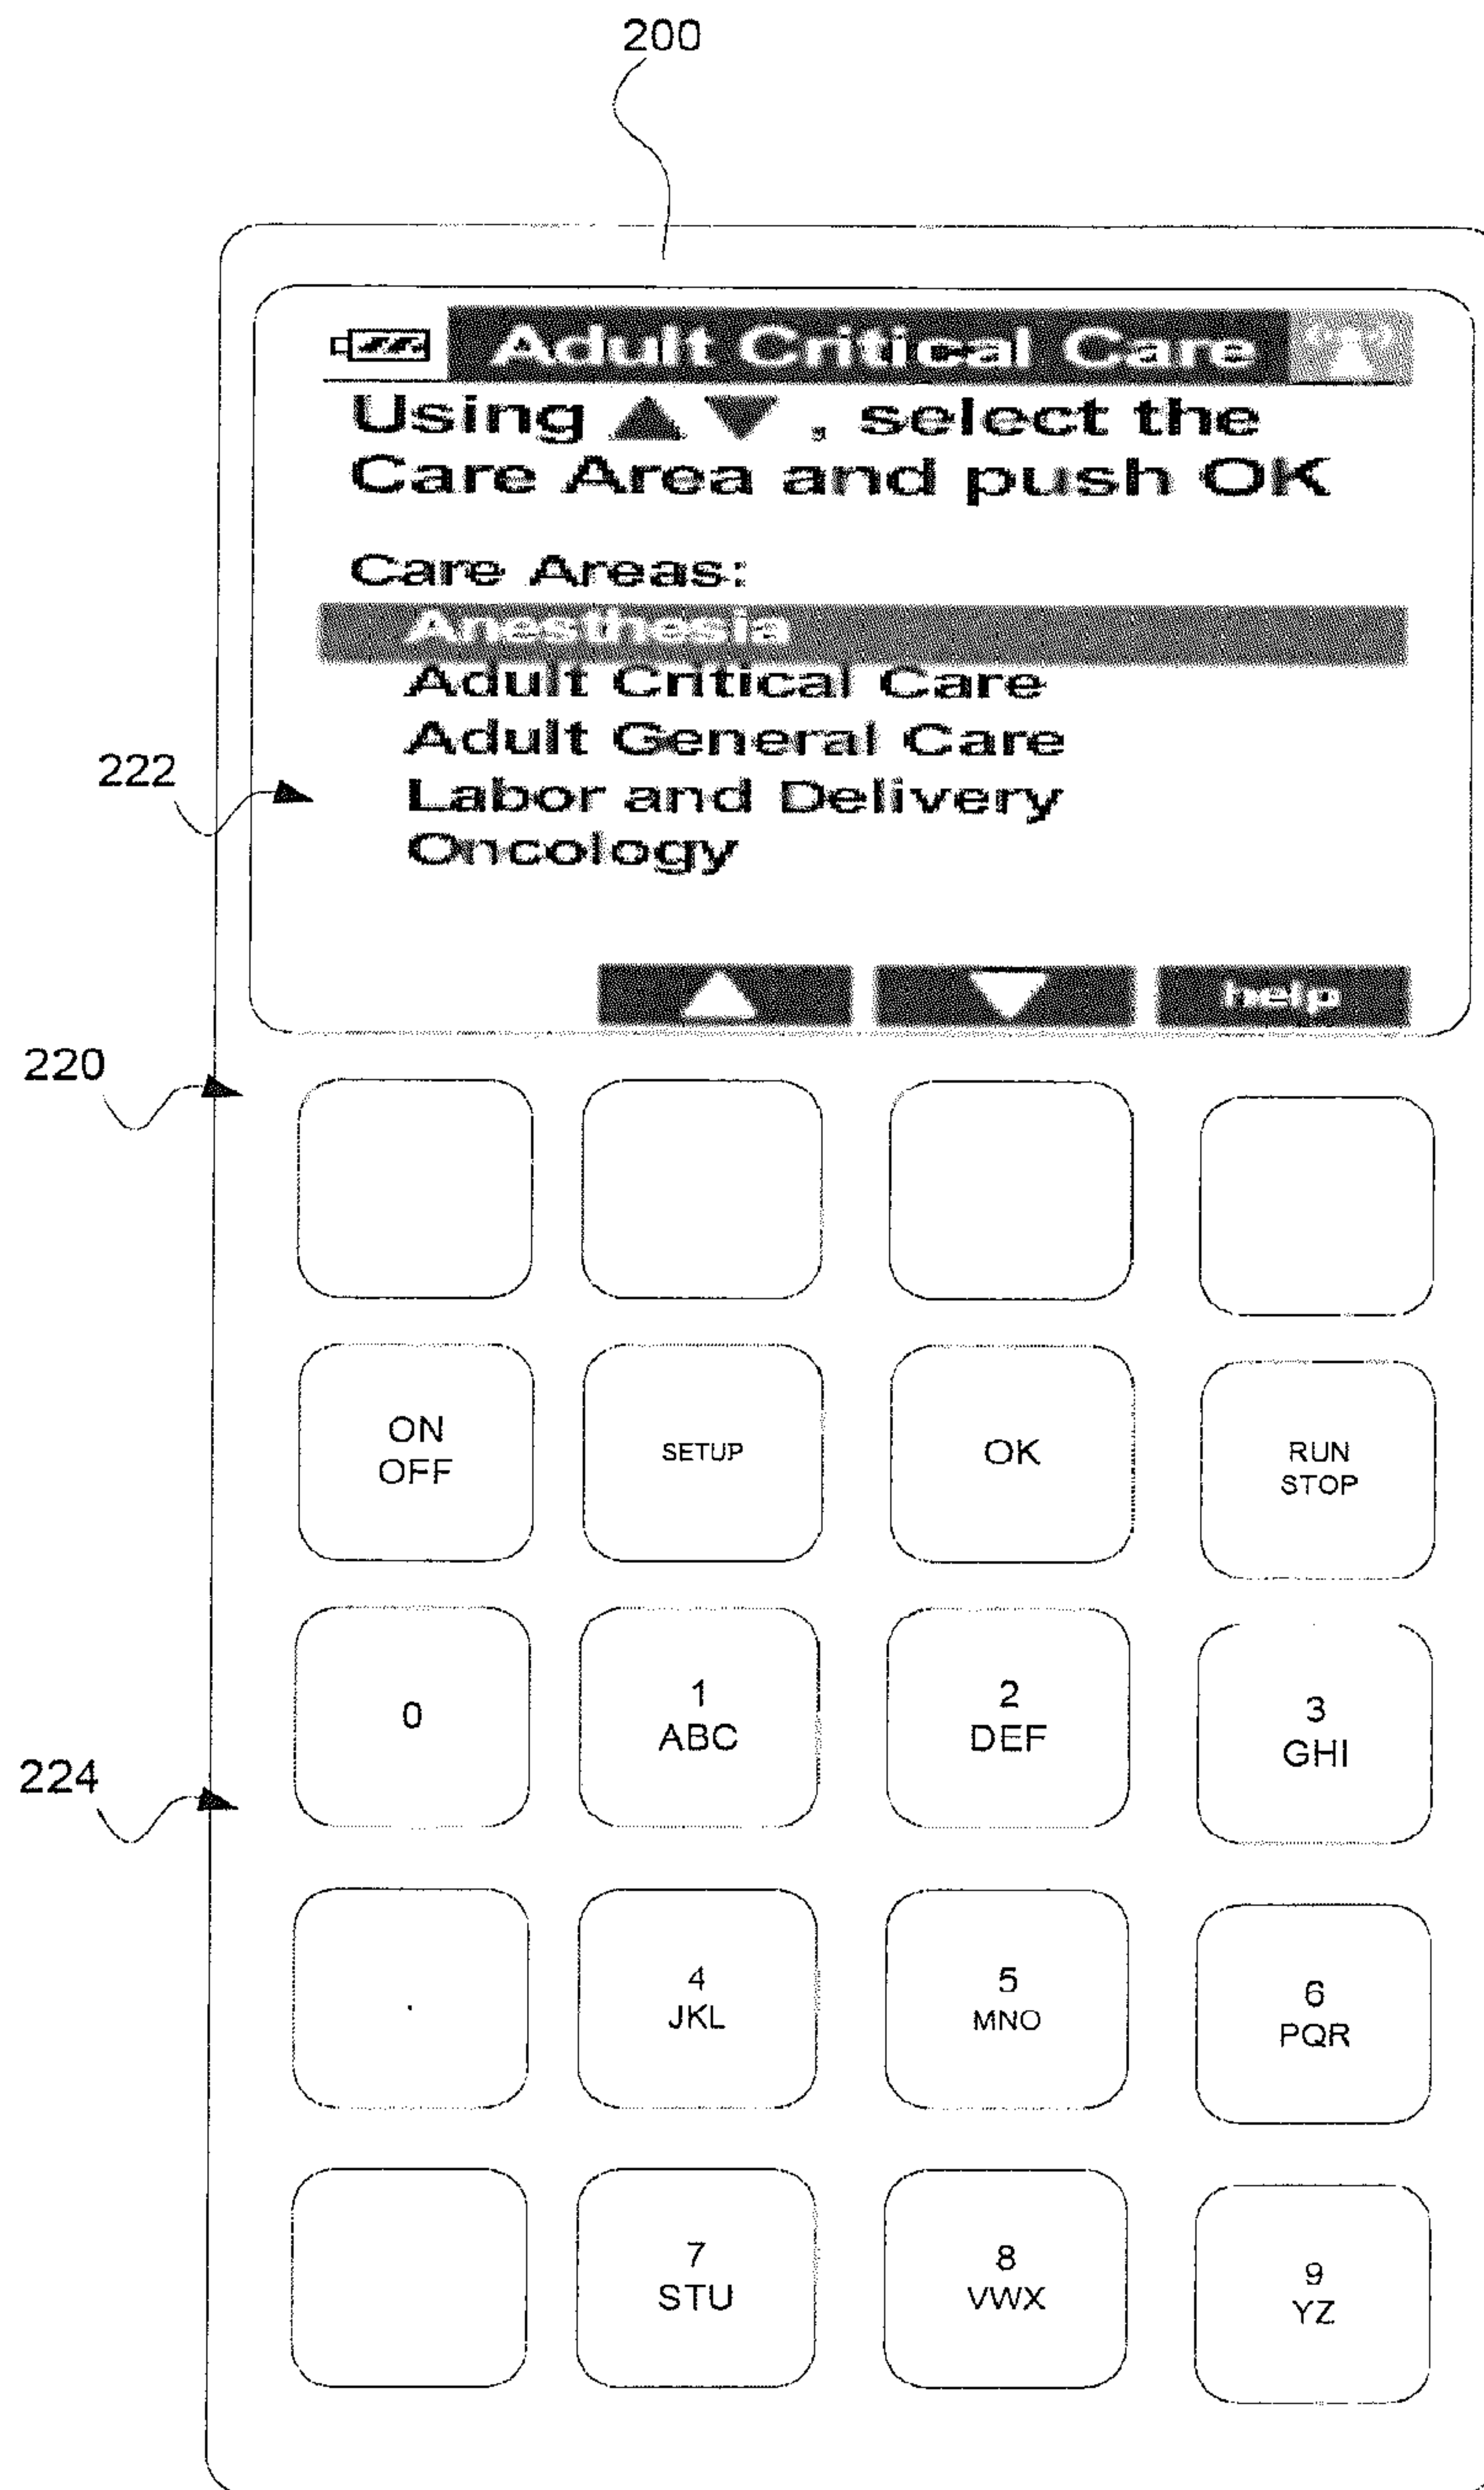 200
Adult Critical Care
Using ▲ ▼ , select the
Care Area and push OK
Care Areas:
Anesthesia
Adult Critical Care
Adult General Care
222
Labor and Delivery
Oncology
help
220
ON
OFF
SETUP
OK
RUN
STOP
0
1
ABC
2
DEF
3
GHI
224
.
4
JKL
5
MNO
6
PQR
7
STU
8
VWX
9
YZ